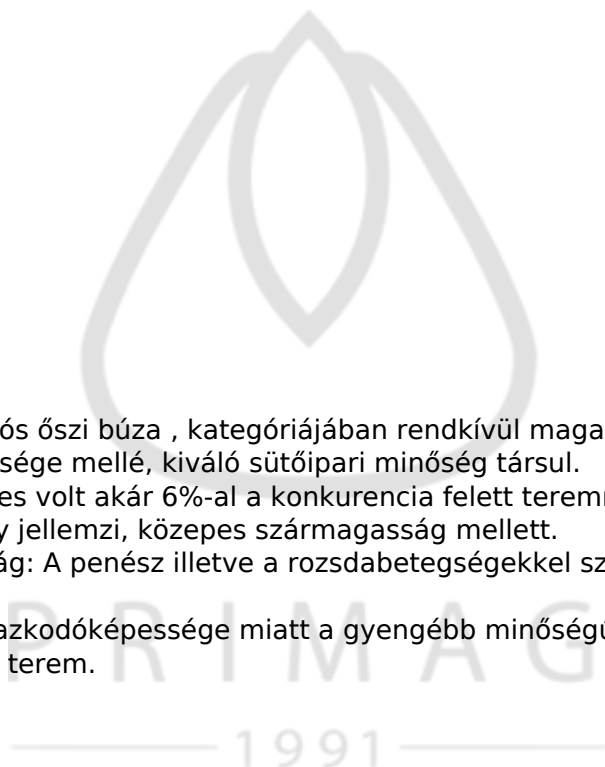 ós őszi búza , kategóriájában rendkívül maga
sége mellé, kiváló sütőipari minőség társul.
es volt akár 6%-al a konkurencia felett terem
y jellemzi, közepes szármagasság mellett.
ág: A penész illetve a rozsdabetegségekkel sz
azkodóképessége miatt a gyengébb minőségű
terem.
PRIMAG
1991